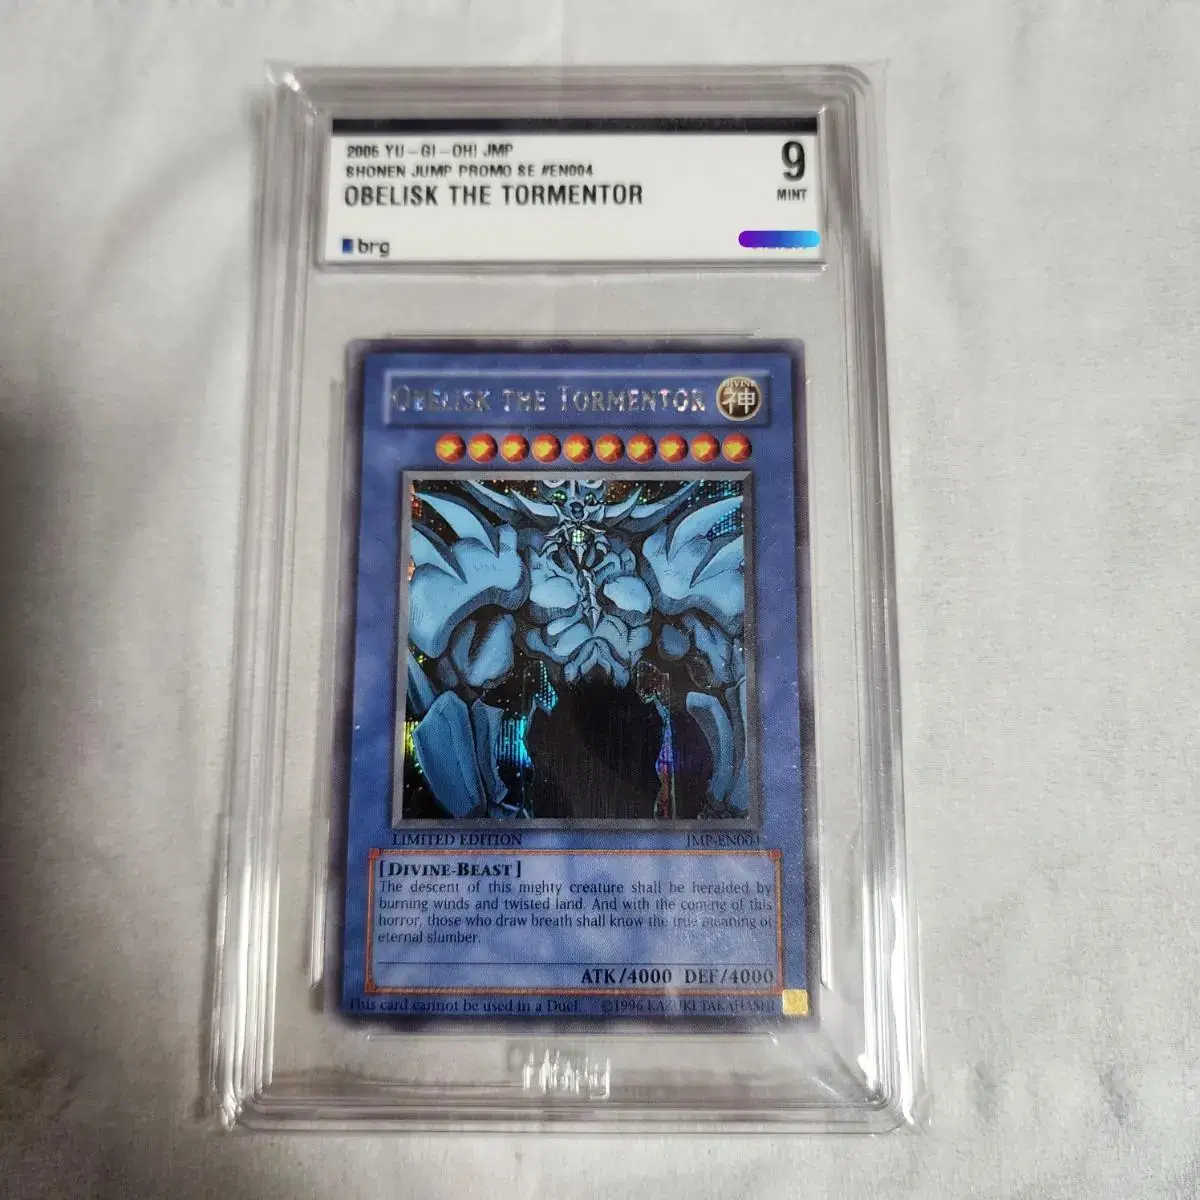 2005 YU-GI-OH! JMP
SHONEN JUMP PROMO SE #EN004
OBELISK THE TORMENTOR
9
MINT
brg
OBELISK THE TORMENTOR
DIVINE
神
LIMITED EDITION
JMP-EN004
[DIVINE-BEAST]
The descent of this mighty creature shall be heralded by
burning winds and twisted land. And with the coming of this
horror, those who draw breath shall know the true meaning of
eternal slumber.
ATK/4000 DEF/4000
This card cannot be used in a Duel. ©1996 KAZUKI TAKAHASHI